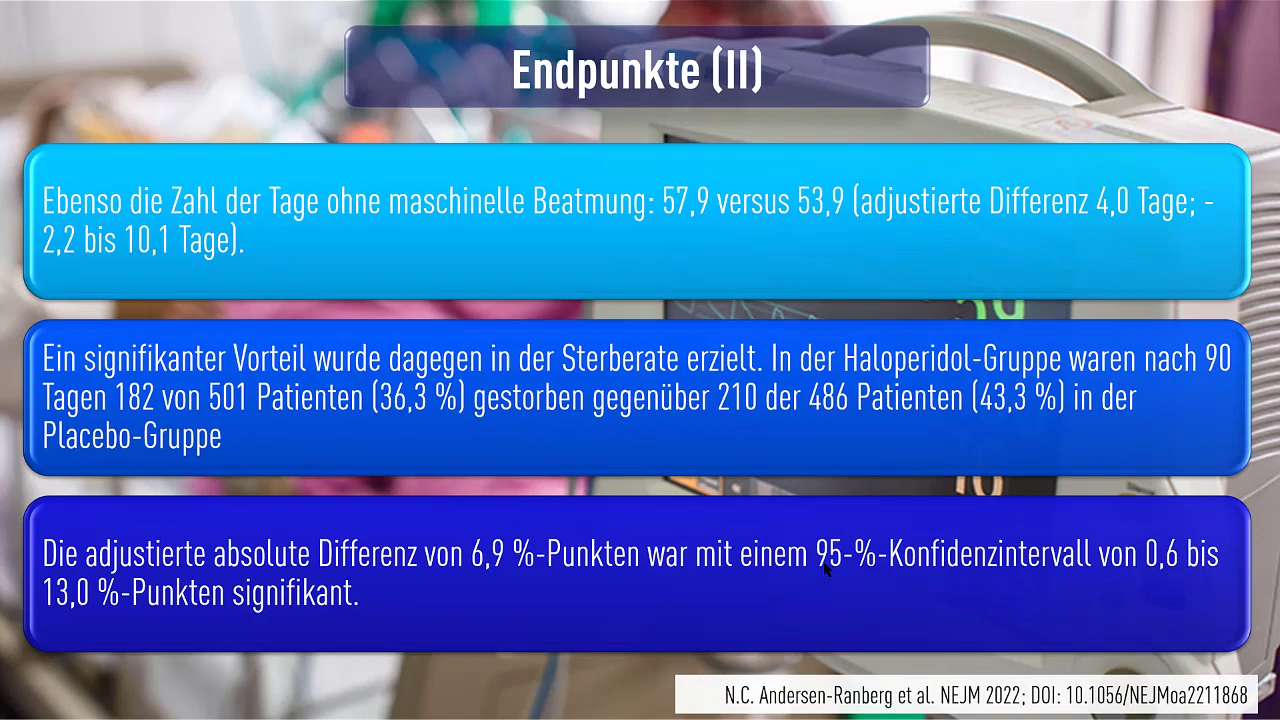 Endpunkte (II)
Ebenso die Zahl der Tage ohne maschinelle Beatmung: 57,9 versus 53,9 (adjustierte Differenz 4,0 Tage; -
2,2 bis 10,1 Tage).
Ein signifikanter Vorteil wurde dagegen in der Sterberate erzielt. In der Haloperidol-Gruppe waren nach 90
Tagen 182 von 501 Patienten (36,3 %) gestorben gegenüber 210 der 486 Patienten (43,3 %) in der
Placebo-Gruppe
Die adjustierte absolute Differenz von 6,9 %-Punkten war mit einem 95-%-Konfidenzintervall von 0,6 bis
13,0 %-Punkten signifikant.
N.C. Andersen-Ranberg et al. NEJM 2022; DOI: 10.1056/NEJMoa2211868